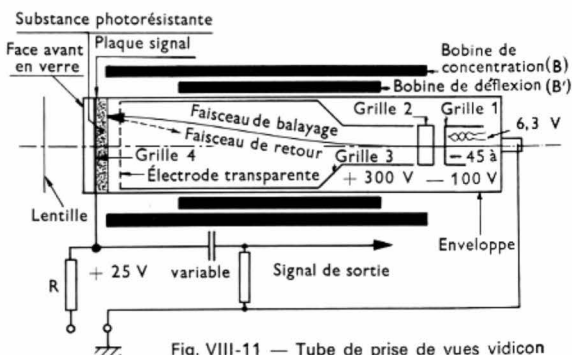 Substance photorésistante
Plaque signal
Face avant
en verre
Bobine de
concentration (B)
Bobine de déflexion (B')
Grille 2
Grille 1
Faisceau de balayage
6,3 V
Faisceau de retour
Grille 4
Grille 3
— 45 à
Électrode transparente
+ 300 V
— 100 V
Lentille
Enveloppe
+ 25 V
variable
Signal de sortie
R
Fig. VIII-11 — Tube de prise de vues vidicon